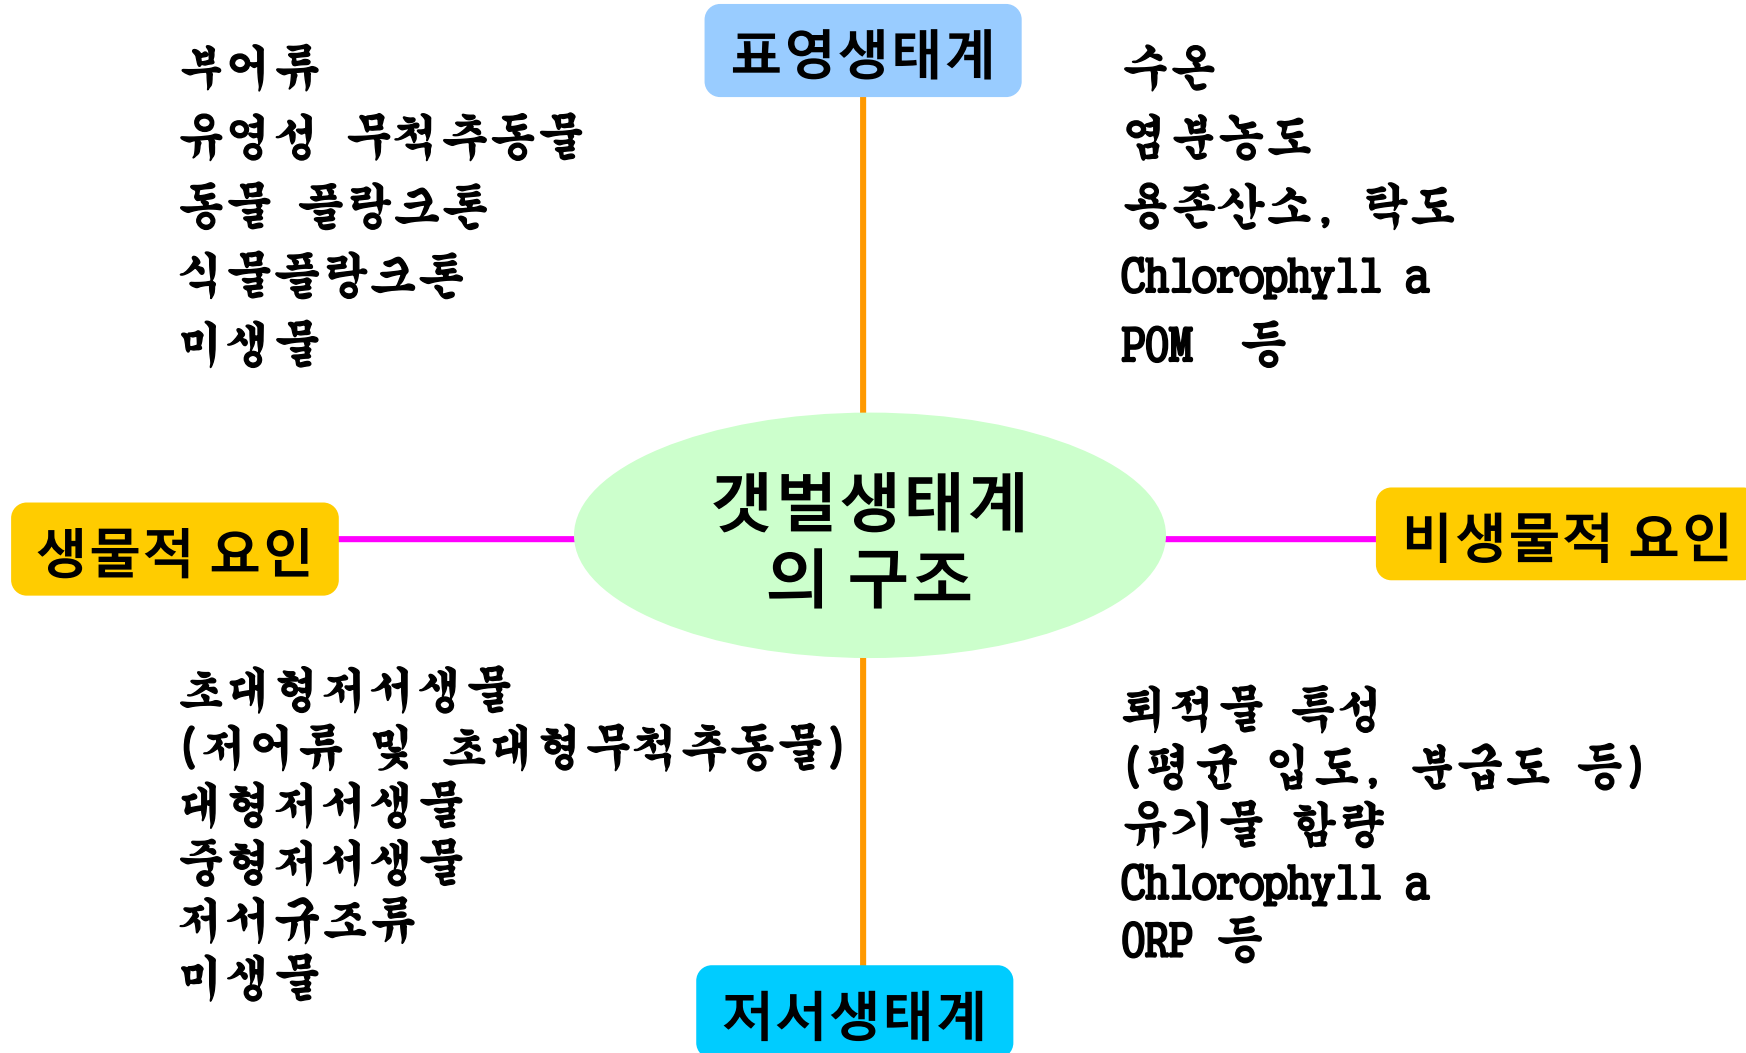 표영생태계
부어류
유영성 무척추동물
동물 플랑크톤
식물플랑크톤
미생물
수온
염분농도
용존산소, 탁도
Chlorophyll a
POM 등
갯벌생태계
의 구조
생물적 요인
비생물적 요인
초대형저서생물
(저어류 및 초대형무척추동물)
대형저서생물
중형저서생물
저서규조류
미생물
퇴적물 특성
(평균 입도, 분급도 등)
유기물 함량
Chlorophyll a
ORP 등
저서생태계